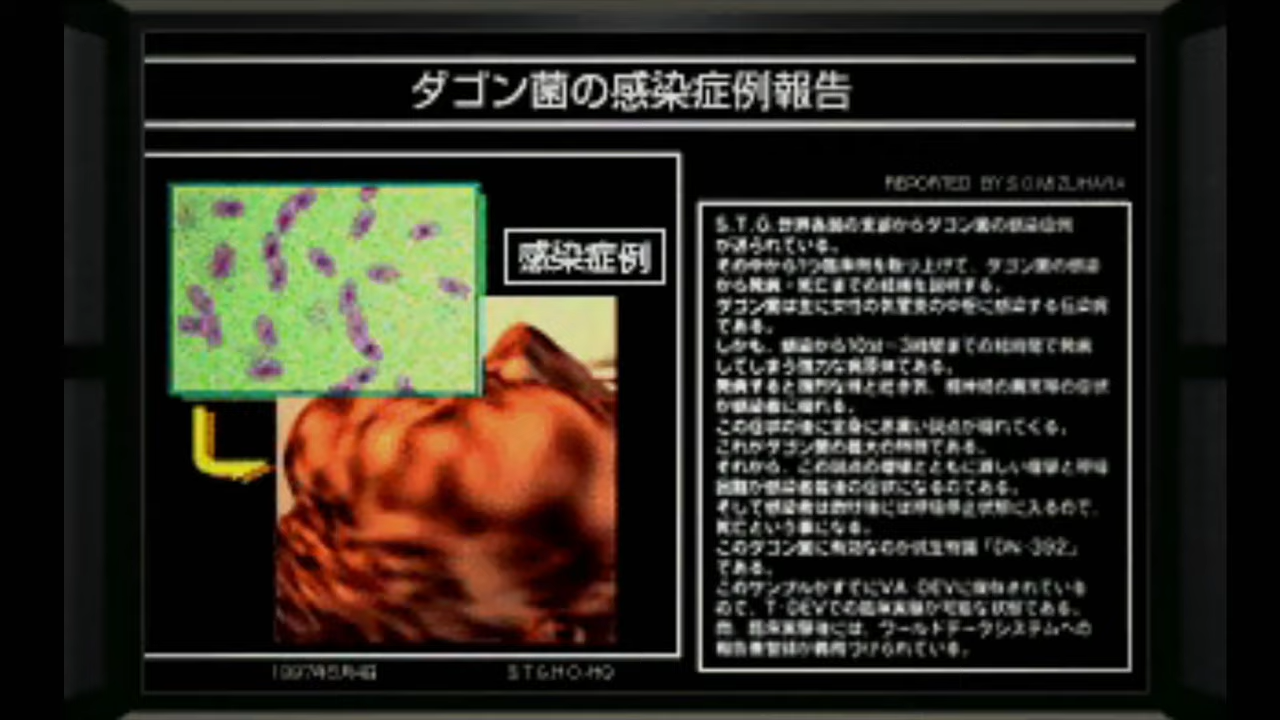 ダゴン菌の感染症例報告
REPORTED BY S.O.MIZUHARA
感染症例
S.T.G.世界各国の支部からダゴン菌の感染症例
が送られている。
その中から1つ臨床例を取り上げて、ダゴン菌の感染
から発病・死亡までの経緯を説明する。
ダゴン菌は主に女性の気管支の中枢に感染する伝染病
である。
しかも、感染から10分~3時間までの短時間で発病
してしまう強力な病原体である。
発病すると強烈な咳と吐き気、精神間の異常等の症状
が感染者に現れる。
この症状の後に全身に赤黒い斑点が現れてくる。
これがダゴン菌の最大の特徴である。
それから、この斑点の増殖とともに激しい痙攣と呼吸
困難が感染者最後の症状になるのである。
そして感染者は数分後には呼吸停止状態に入るので、
死亡という事になる。
このダゴン菌に有効なのが抗生物質「DN-392」
である。
このサンプルがすでにVA-DEVに保存されている
ので、T-DEVでの臨床実験が可能な状態である。
尚、臨床実験後には、ワールドデータシステムへの
報告書登録が義務づけられている。
1997年5月4日